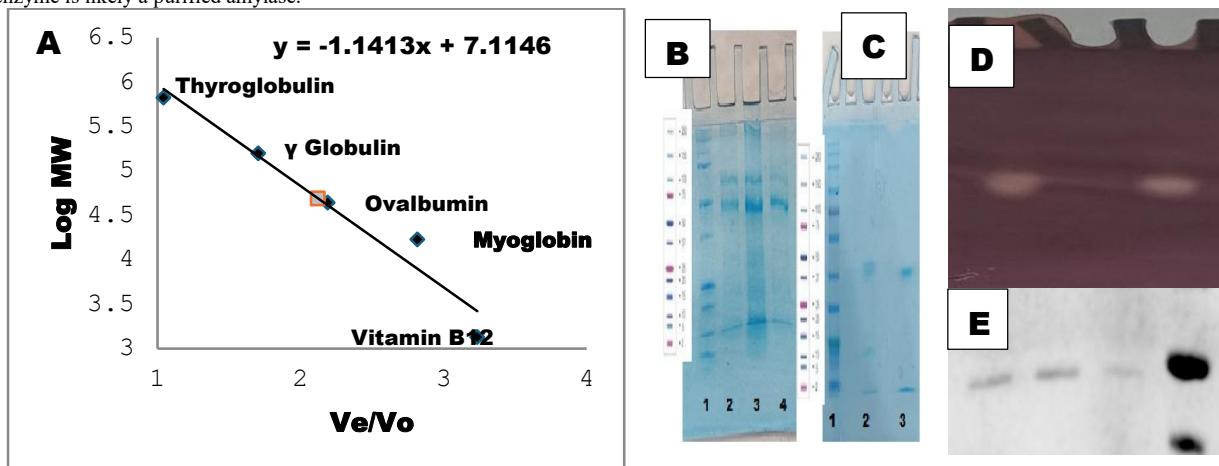 enzyme is likely a purified amylase.
A
6.5
y = -1.1413x + 7.1146
6
Thyroglobulin
5.5
γ Globulin
5
Ovalbumin
4.5
Myoglobin
4
3.5
Vitamin B12
3
1 2 3 4
Log MW
Ve/Vo
B
1 2 3 4
C
1 2 3
D
E